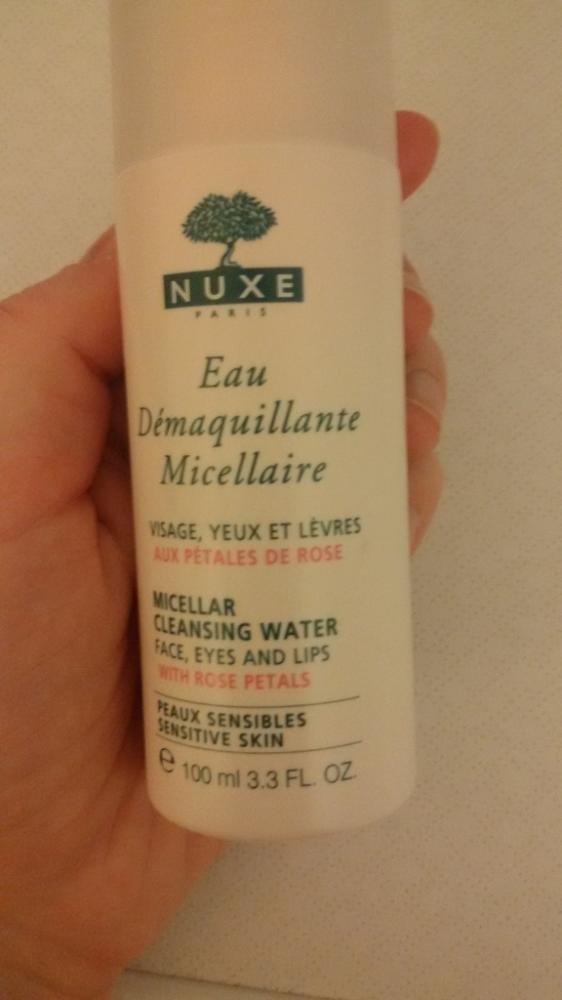 NUXE
PARIS
Eau
Démaquillante
Micellaire
VISAGE, YEUX ET LÈVRES
AUX PÉTALES DE ROSE
MICELLAR
CLEANSING WATER
FACE, EYES AND LIPS
WITH ROSE PETALS
PEAUX SENSIBLES
SENSITIVE SKIN
℮ 100 ml 3.3 FL. OZ.